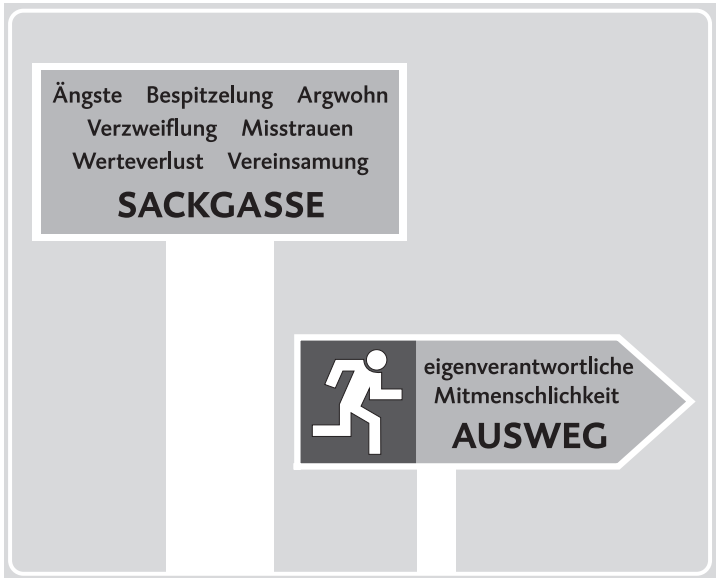 Ängste Bespitzelung Argwohn
Verzweiflung Misstrauen
Werteverlust Vereinsamung
SACKGASSE
eigenverantwortliche
Mitmenschlichkeit
AUSWEG